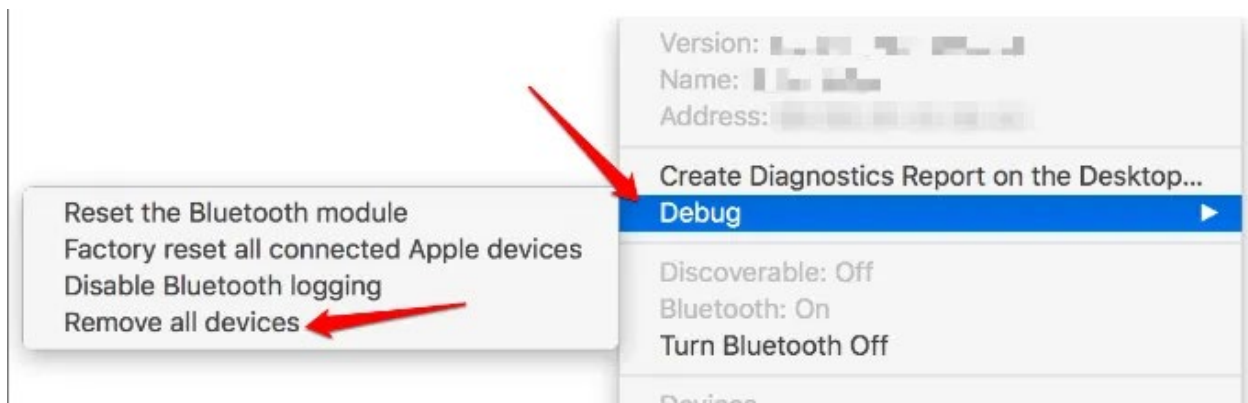 Version:
Name:
Address:
Create Diagnostics Report on the Desktop...
Debug
Reset the Bluetooth module
Factory reset all connected Apple devices
Disable Bluetooth logging
Remove all devices
Discoverable: Off
Bluetooth: On
Turn Bluetooth Off
Devices